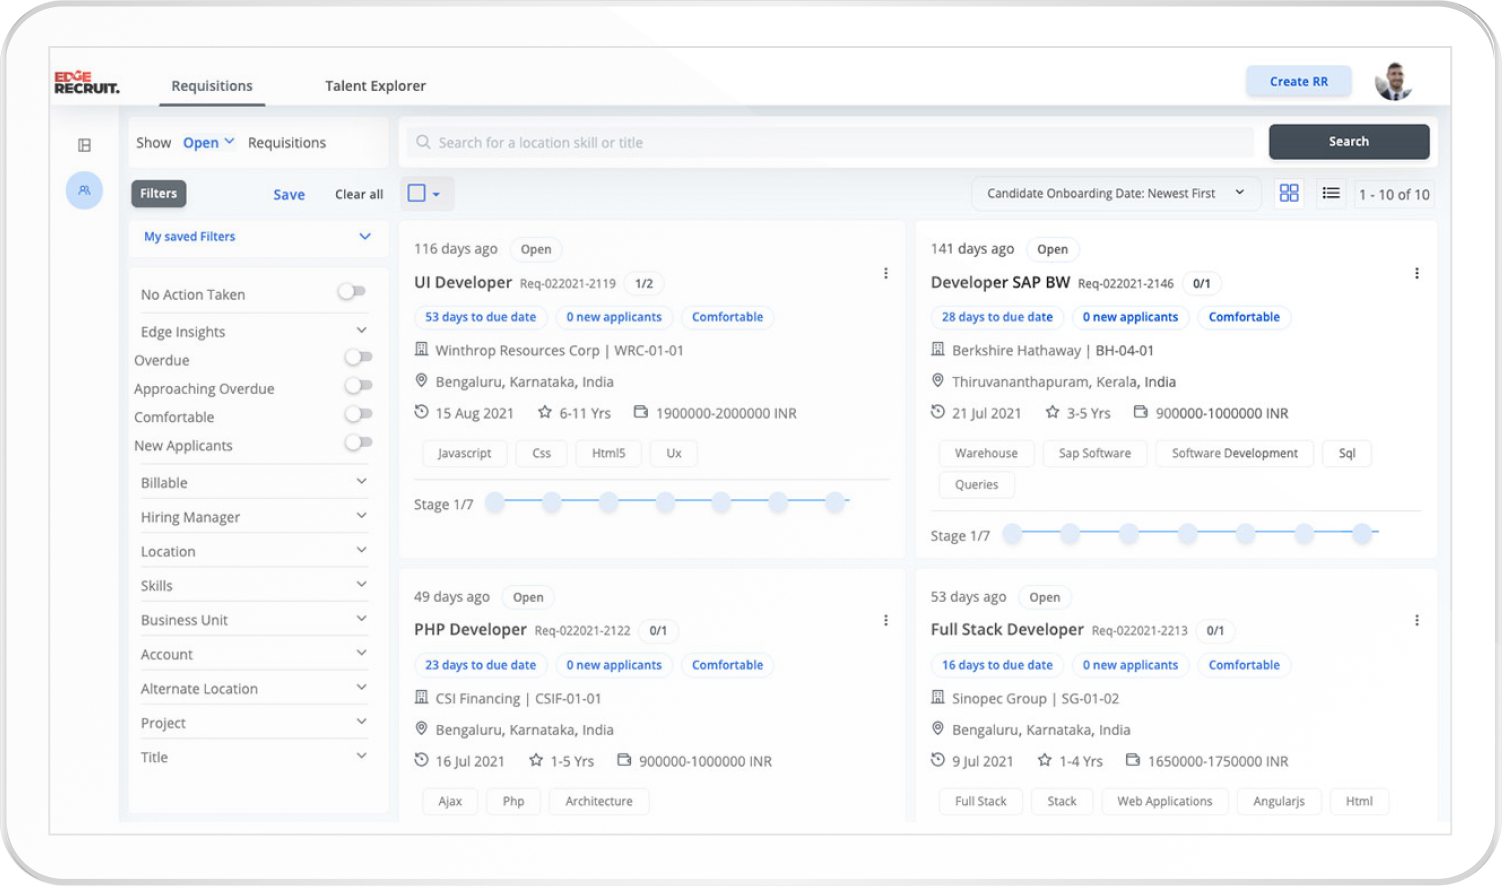 EDGE
RECRUIT.
Requisitions
Talent Explorer
Create RR
Show Open Requisitions
Search for a location skill or title
Search
Filters
Save
Clear all
Candidate Onboarding Date: Newest First
1 - 10 of 10
My saved Filters
No Action Taken
Edge Insights
Overdue
Approaching Overdue
Comfortable
New Applicants
Billable
Hiring Manager
Location
Skills
Business Unit
Account
Alternate Location
Project
Title
116 days ago Open
UI Developer Req-022021-2119 1/2
53 days to due date 0 new applicants Comfortable
Winthrop Resources Corp | WRC-01-01
Bengaluru, Karnataka, India
15 Aug 2021 6-11 Yrs 1900000-2000000 INR
Javascript Css Html5 Ux
Stage 1/7
141 days ago Open
Developer SAP BW Req-022021-2146 0/1
28 days to due date 0 new applicants Comfortable
Berkshire Hathaway | BH-04-01
Thiruvananthapuram, Kerala, India
21 Jul 2021 3-5 Yrs 900000-1000000 INR
Warehouse Sap Software Software Development Sql
Queries
Stage 1/7
49 days ago Open
PHP Developer Req-022021-2122 0/1
23 days to due date 0 new applicants Comfortable
CSI Financing | CSIF-01-01
Bengaluru, Karnataka, India
16 Jul 2021 1-5 Yrs 900000-1000000 INR
Ajax Php Architecture
53 days ago Open
Full Stack Developer Req-022021-2213 0/1
16 days to due date 0 new applicants Comfortable
Sinopec Group | SG-01-02
Bengaluru, Karnataka, India
9 Jul 2021 1-4 Yrs 1650000-1750000 INR
Full Stack Stack Web Applications Angularjs Html